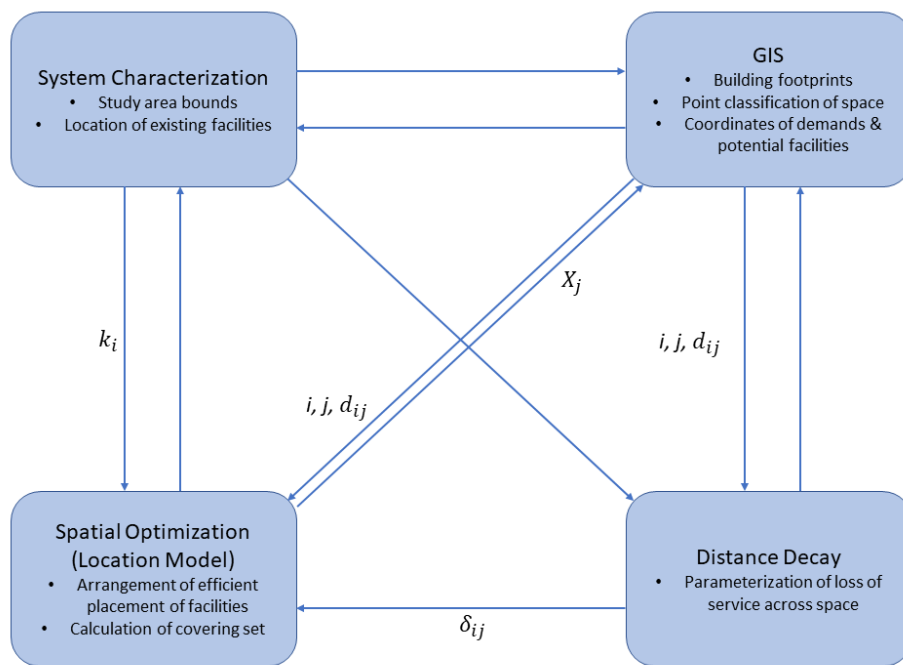 System Characterization
• Study area bounds
• Location of existing facilities
GIS
• Building footprints
• Point classification of space
• Coordinates of demands &
potential facilities
X_j
k_i
i, j, d_ij
i, j, d_ij
Spatial Optimization
(Location Model)
• Arrangement of efficient
placement of facilities
• Calculation of covering set
Distance Decay
• Parameterization of loss of
service across space
δ_ij